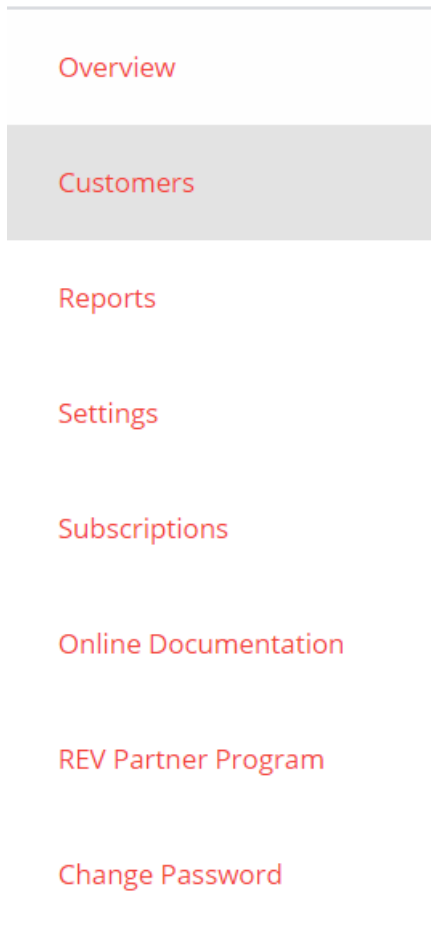 Overview
Customers
Reports
Settings
Subscriptions
Online Documentation
REV Partner Program
Change Password